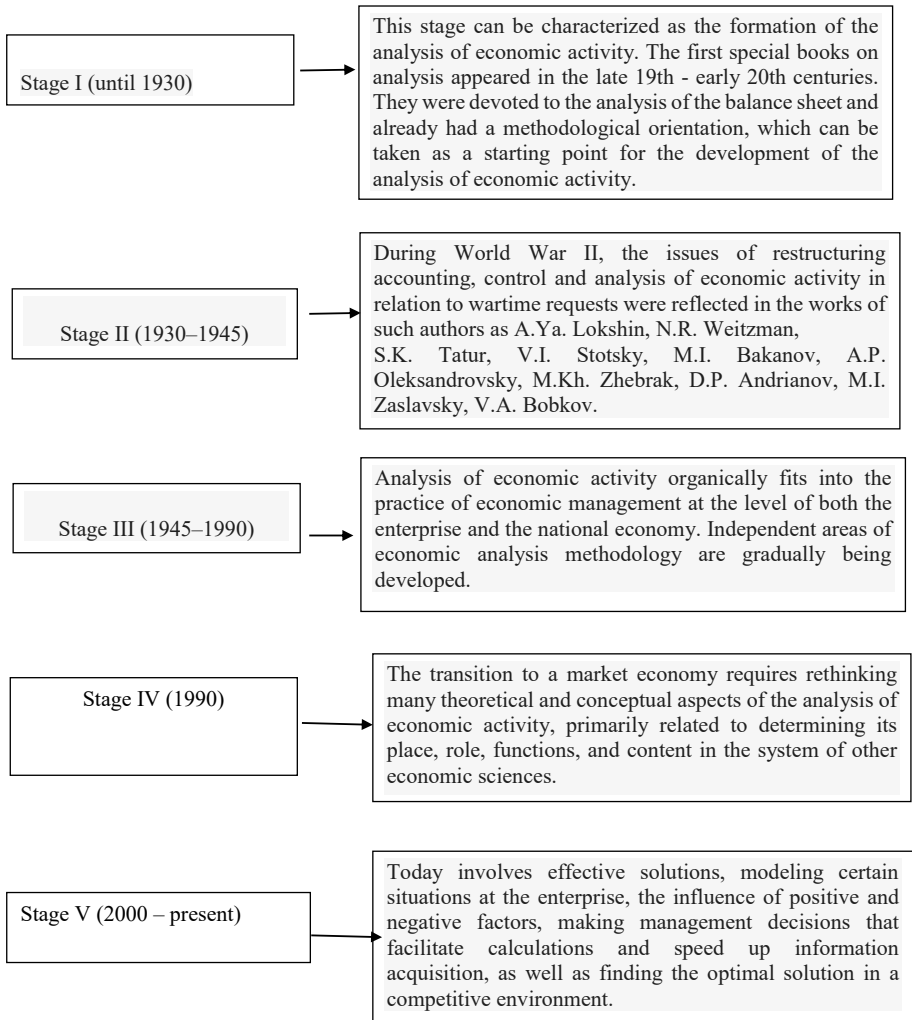 Stage I (until 1930)
This stage can be characterized as the formation of the
analysis of economic activity. The first special books on
analysis appeared in the late 19th - early 20th centuries.
They were devoted to the analysis of the balance sheet and
already had a methodological orientation, which can be
taken as a starting point for the development of the
analysis of economic activity.
Stage II (1930–1945)
During World War II, the issues of restructuring
accounting, control and analysis of economic activity in
relation to wartime requests were reflected in the works of
such authors as A.Ya. Lokshin, N.R. Weitzman,
S.K. Tatur, V.I. Stotsky, M.I. Bakanov, A.P.
Oleksandrovsky, M.Kh. Zhebrak, D.P. Andrianov, M.I.
Zaslavsky, V.A. Bobkov.
Stage III (1945–1990)
Analysis of economic activity organically fits into the
practice of economic management at the level of both the
enterprise and the national economy. Independent areas of
economic analysis methodology are gradually being
developed.
Stage IV (1990)
The transition to a market economy requires rethinking
many theoretical and conceptual aspects of the analysis of
economic activity, primarily related to determining its
place, role, functions, and content in the system of other
economic sciences.
Stage V (2000 – present)
Today involves effective solutions, modeling certain
situations at the enterprise, the influence of positive and
negative factors, making management decisions that
facilitate calculations and speed up information
acquisition, as well as finding the optimal solution in a
competitive environment.